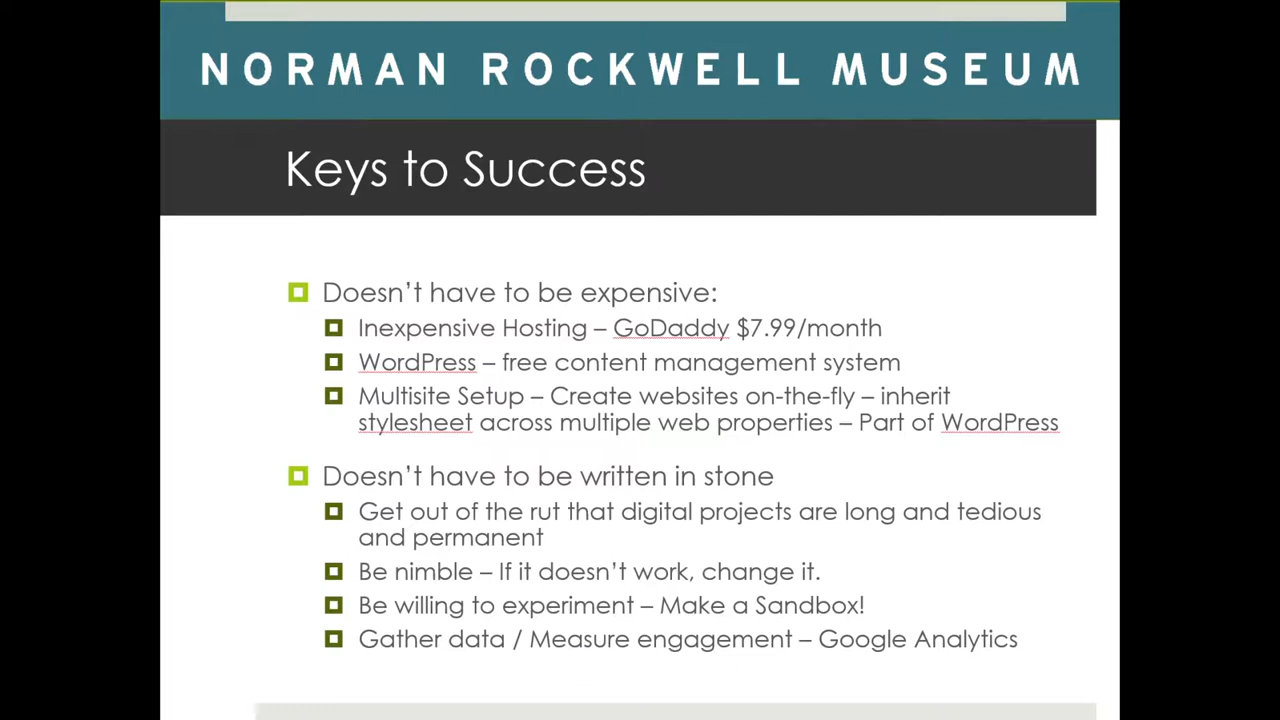 NORMAN ROCKWELL MUSEUM
Keys to Success
Doesn’t have to be expensive:
Inexpensive Hosting – GoDaddy $7.99/month
WordPress – free content management system
Multisite Setup – Create websites on-the-fly – inherit
stylesheet across multiple web properties – Part of WordPress
Doesn’t have to be written in stone
Get out of the rut that digital projects are long and tedious
and permanent
Be nimble – If it doesn’t work, change it.
Be willing to experiment – Make a Sandbox!
Gather data / Measure engagement – Google Analytics